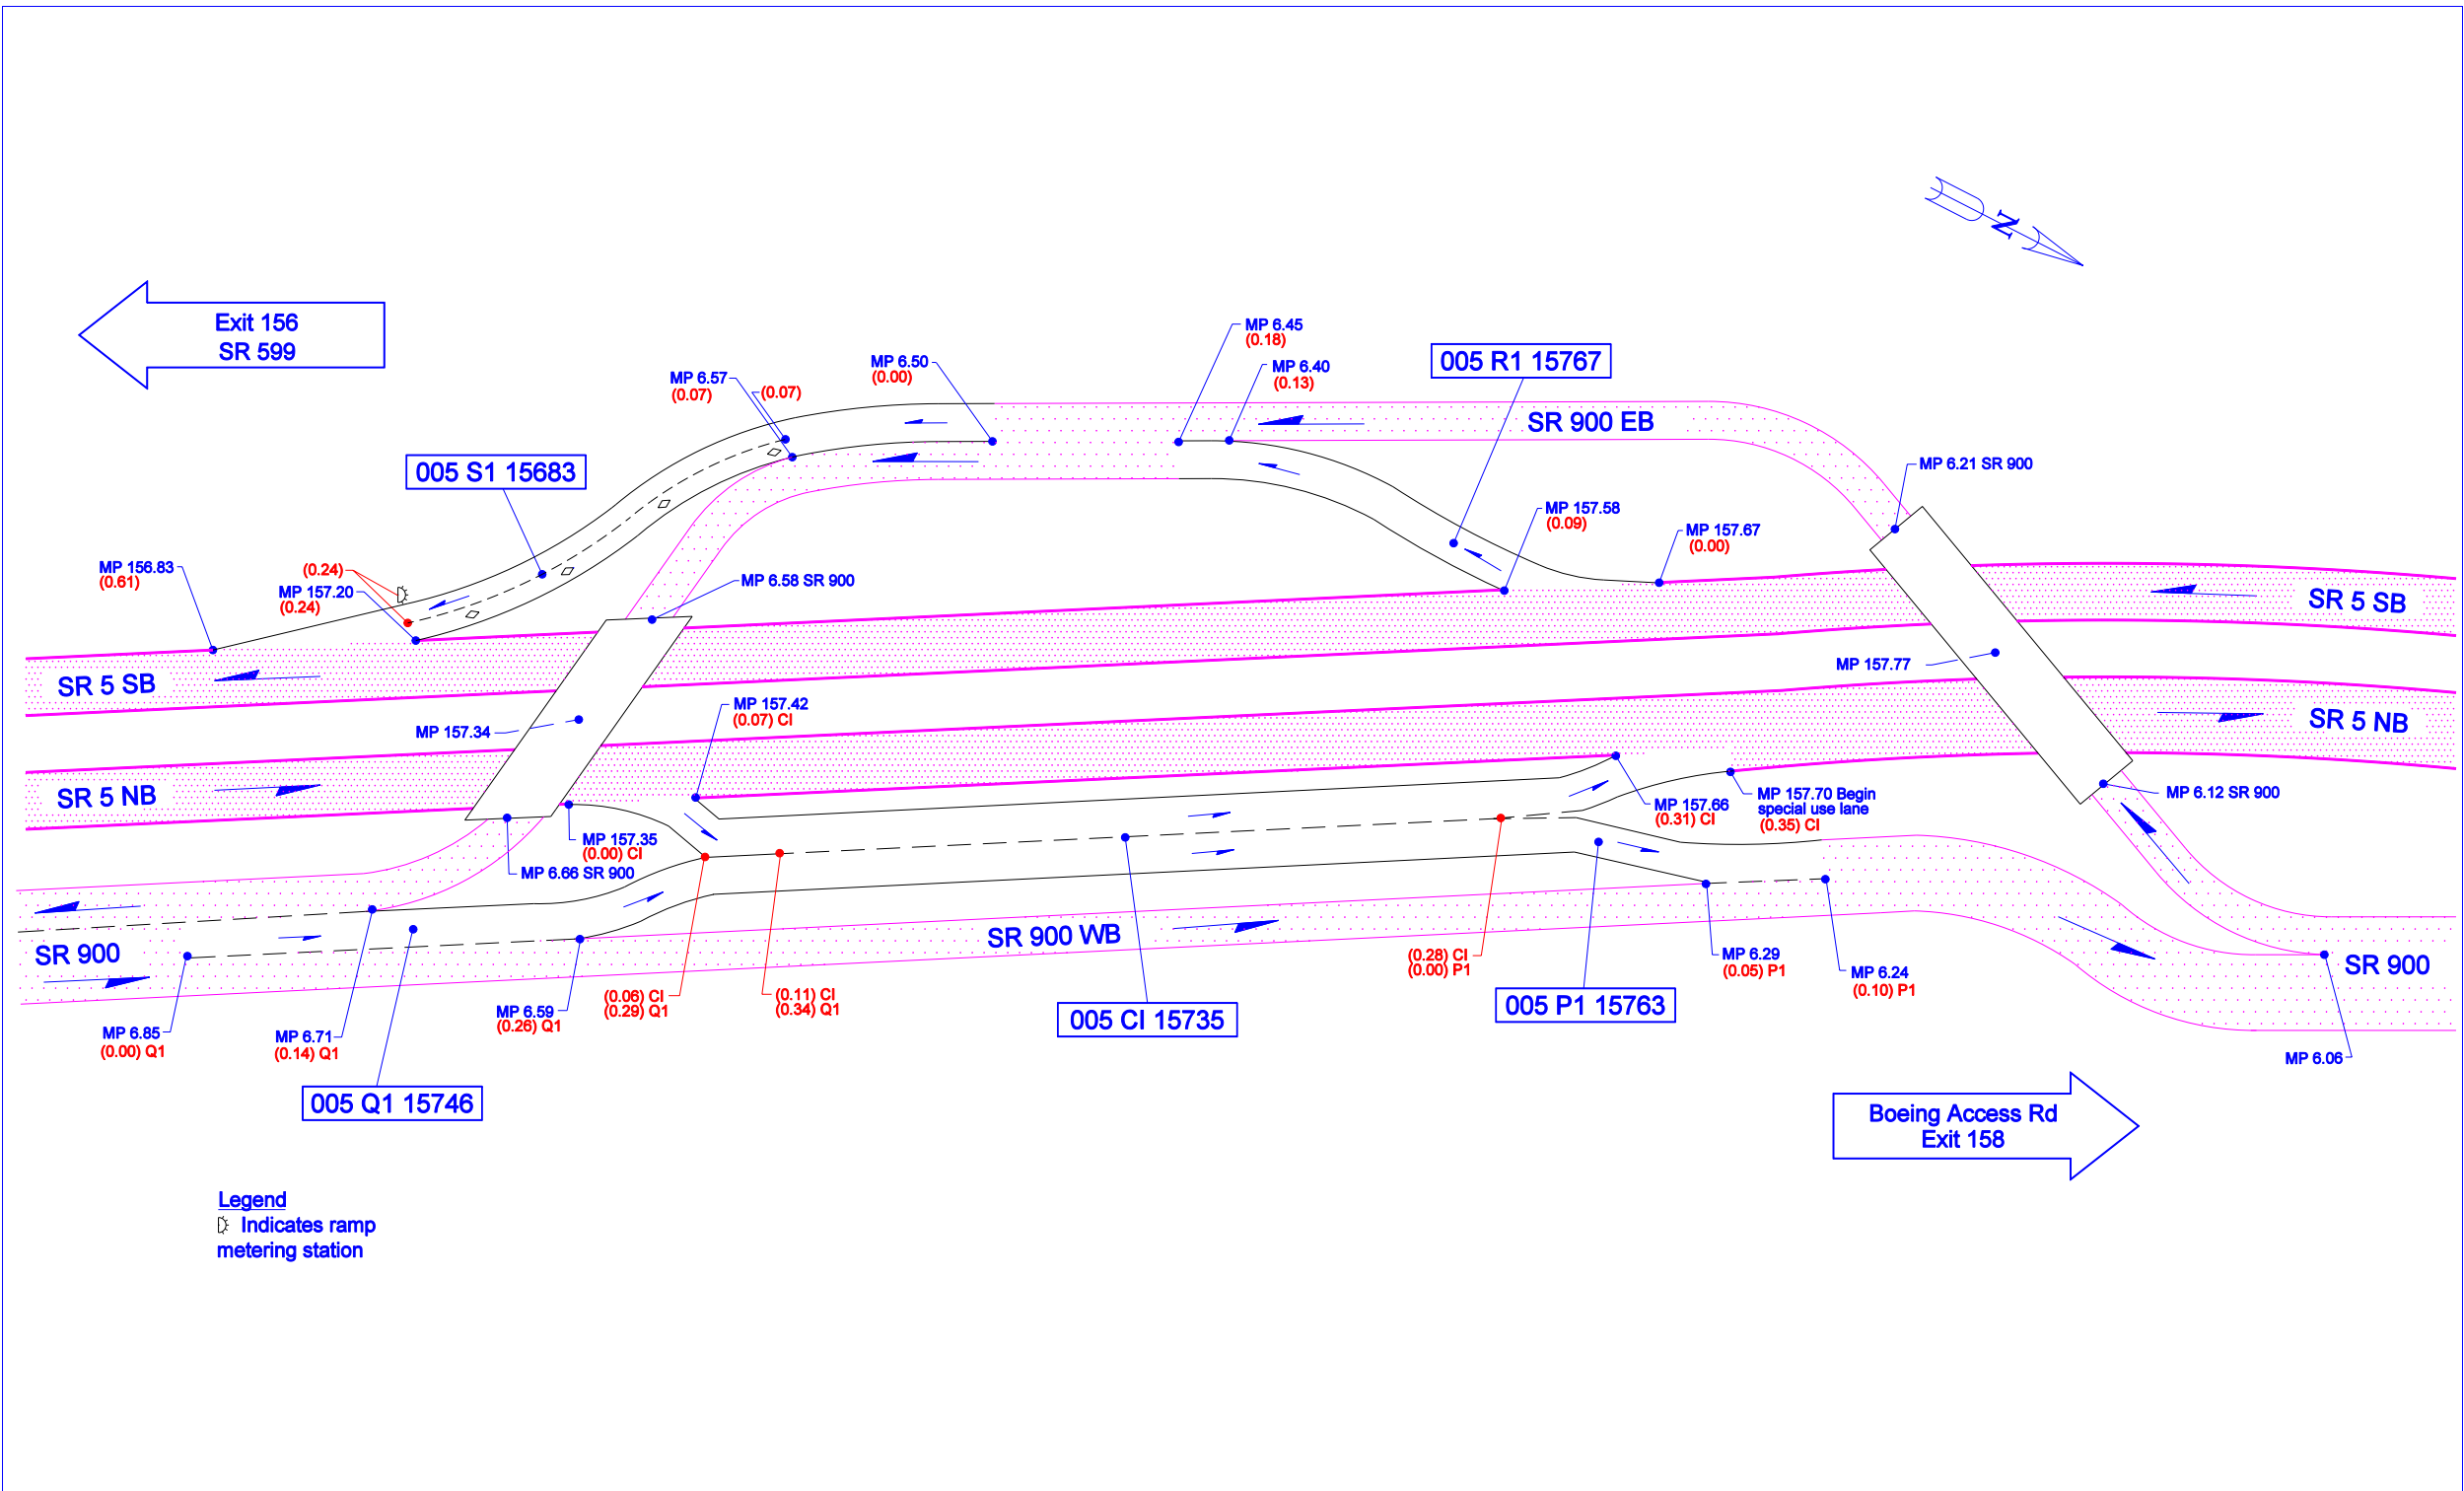 N
Exit 156
SR 599
MP 6.45
(0.18)
MP 6.40
(0.13)
MP 6.50
(0.00)
MP 6.57
(0.07)
(0.07)
005 R1 15767
SR 900 EB
005 S1 15683
MP 6.21 SR 900
MP 157.58
(0.09)
MP 157.67
(0.00)
MP 156.83
(0.61)
(0.24)
MP 157.20
(0.24)
MP 6.58 SR 900
SR 5 SB
SR 5 SB
MP 157.77
MP 157.42
(0.07) CI
MP 157.34
SR 5 NB
SR 5 NB
MP 157.35
(0.00) CI
MP 6.66 SR 900
MP 157.66
(0.31) CI
MP 157.70 Begin
special use lane
(0.35) CI
MP 6.12 SR 900
SR 900
SR 900 WB
SR 900
(0.28) CI
(0.00) P1
MP 6.29
(0.05) P1
MP 6.24
(0.10) P1
MP 6.85
(0.00) Q1
MP 6.71
(0.14) Q1
MP 6.59
(0.26) Q1
(0.06) CI
(0.29) Q1
(0.11) CI
(0.34) Q1
005 CI 15735
005 P1 15763
MP 6.06
005 Q1 15746
Boeing Access Rd
Exit 158
Legend
Indicates ramp
metering station